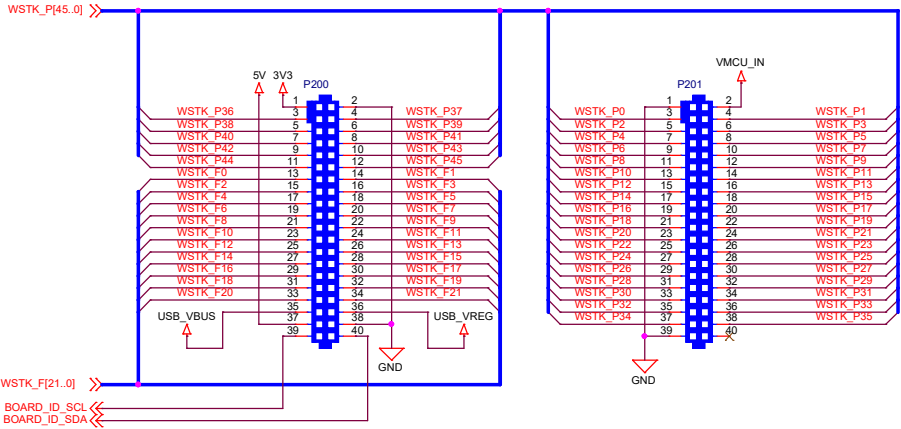 WSTK_P[45..0]
VMCU_IN
5V 3V3
P200 P201
1 2 1 2
WSTK_P36 3 4 WSTK_P37 WSTK_P0 3 4 WSTK_P1
WSTK_P38 5 6 WSTK_P39 WSTK_P2 5 6 WSTK_P3
WSTK_P40 7 8 WSTK_P41 WSTK_P4 7 8 WSTK_P5
WSTK_P42 9 10 WSTK_P43 WSTK_P6 9 10 WSTK_P7
WSTK_P44 11 12 WSTK_P45 WSTK_P8 11 12 WSTK_P9
WSTK_F0 13 14 WSTK_F1 WSTK_P10 13 14 WSTK_P11
WSTK_F2 15 16 WSTK_F3 WSTK_P12 15 16 WSTK_P13
WSTK_F4 17 18 WSTK_F5 WSTK_P14 17 18 WSTK_P15
WSTK_F6 19 20 WSTK_F7 WSTK_P16 19 20 WSTK_P17
WSTK_F8 21 22 WSTK_F9 WSTK_P18 21 22 WSTK_P19
WSTK_F10 23 24 WSTK_F11 WSTK_P20 23 24 WSTK_P21
WSTK_F12 25 26 WSTK_F13 WSTK_P22 25 26 WSTK_P23
WSTK_F14 27 28 WSTK_F15 WSTK_P24 27 28 WSTK_P25
WSTK_F16 29 30 WSTK_F17 WSTK_P26 29 30 WSTK_P27
WSTK_F18 31 32 WSTK_F19 WSTK_P28 31 32 WSTK_P29
WSTK_F20 33 34 WSTK_F21 WSTK_P30 33 34 WSTK_P31
35 36 WSTK_P32 35 36 WSTK_P33
USB_VBUS 37 38 USB_VREG WSTK_P34 37 38 WSTK_P35
39 40 39 40
GND
GND
WSTK_F[21..0]
BOARD_ID_SCL
BOARD_ID_SDA